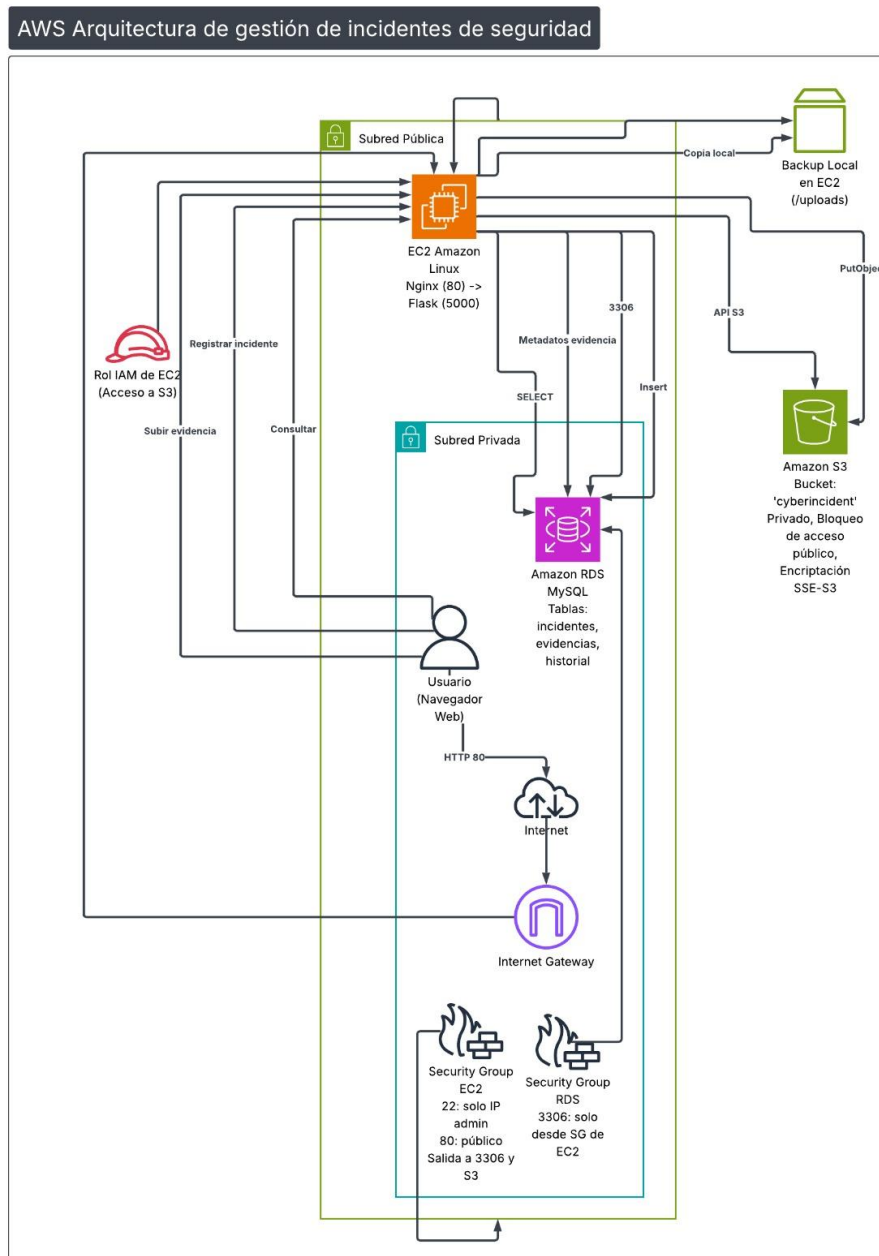 AWS Arquitectura de gestión de incidentes de seguridad
Subred Pública
Copia local
Backup Local
en EC2
(/uploads)
EC2 Amazon
Linux
Nginx (80) ->
Flask (5000)
PutObjec
API S3
3306
Registrar incidente
Metadatos evidencia
Rol IAM de EC2
(Acceso a S3)
Insert
SELECT
Subir evidencia
Consultar
Subred Privada
Amazon S3
Bucket:
'cyberincident'
Privado, Bloqueo
de acceso
público,
Encriptación
SSE-S3
Amazon RDS
MySQL
Tablas:
incidentes,
evidencias,
historial
Usuario
(Navegador
Web)
HTTP 80
Internet
Internet Gateway
Security Group
EC2
22: solo IP
admin
80: público
Salida a 3306 y
S3
Security Group
RDS
3306: solo
desde SG de
EC2